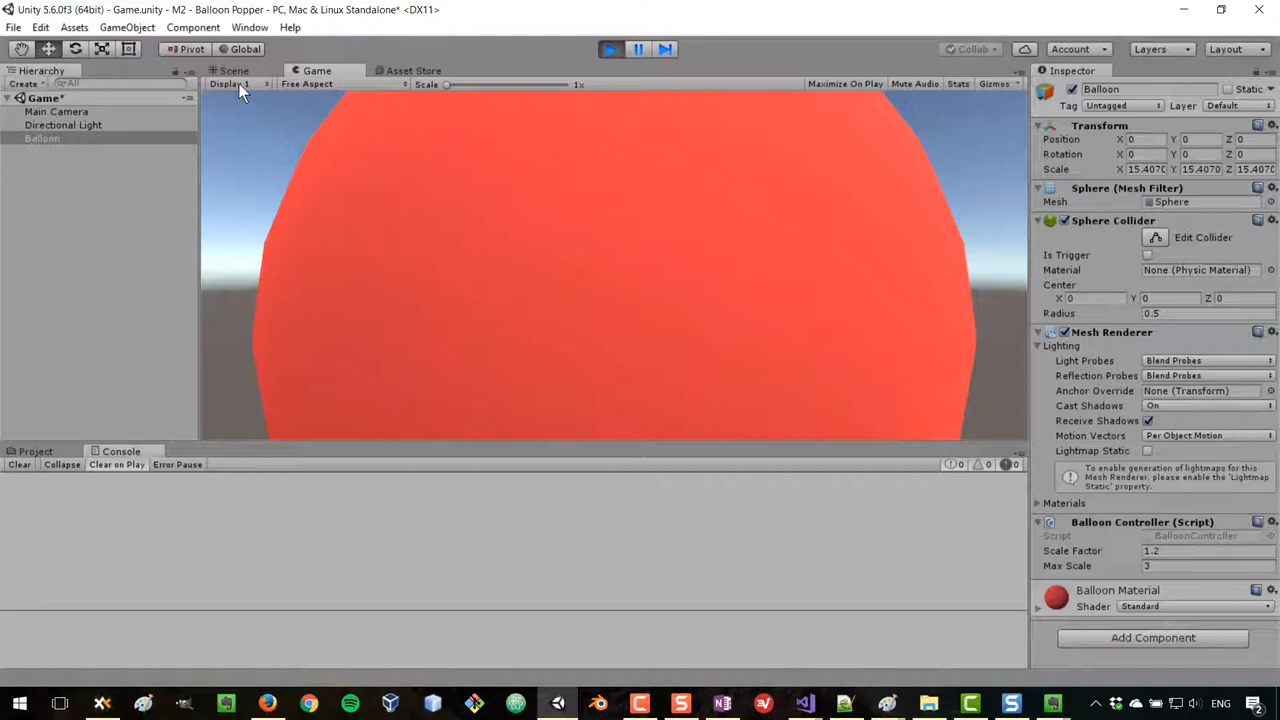 Unity 5.6.0f3 (64bit) - Game.unity - M2 - Balloon Popper - PC, Mac & Linux Standalone* <DX11>
File Edit Assets GameObject Component Window Help
Pivot Global Collab Account Layers Layout
Hierarchy Scene Game Asset Store Inspector
Create All Display 1 Free Aspect Scale 1x Maximize On Play Mute Audio Stats Gizmos Balloon Static
Game*
Main Camera
Directional Light
Balloon
Tag Untagged Layer Default
Transform
Position X 0 Y 0 Z 0
Rotation X 0 Y 0 Z 0
Scale X 15.4070 Y 15.4070 Z 15.4070
Sphere (Mesh Filter)
Mesh Sphere
Sphere Collider
Edit Collider
Is Trigger
Material None (Physic Material)
Center
X 0 Y 0 Z 0
Radius 0.5
Mesh Renderer
Lighting
Light Probes Blend Probes
Reflection Probes Blend Probes
Anchor Override None (Transform)
Cast Shadows On
Receive Shadows
Motion Vectors Per Object Motion
Lightmap Static
To enable generation of lightmaps for this
Mesh Renderer, please enable the 'Lightmap
Static' property.
Materials
Balloon Controller (Script)
Script BalloonController
Scale Factor 1.2
Max Scale 3
Balloon Material
Shader Standard
Add Component
Project Console
Clear Collapse Clear on Play Error Pause 0 0 0
ENG 2